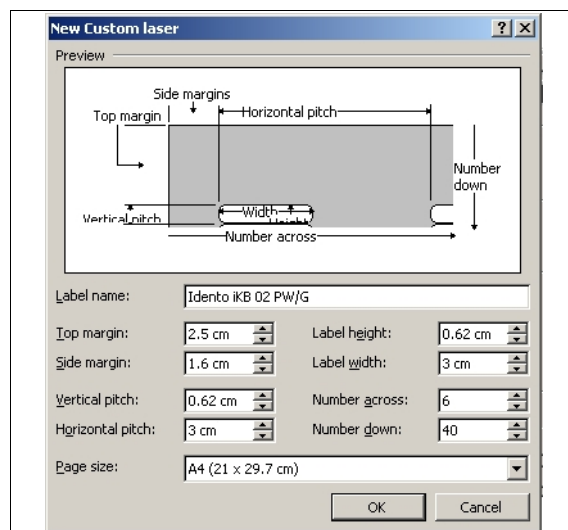 New Custom laser
Preview
Side margins
Top margin
Horizontal pitch
Number
down
Vertical pitch
Width
Number across
Label name: Idento iKB 02 PW/G
Top margin: 2.5 cm Label height: 0.62 cm
Side margin: 1.6 cm Label width: 3 cm
Vertical pitch: 0.62 cm Number across: 6
Horizontal pitch: 3 cm Number down: 40
Page size: A4 (21 x 29.7 cm)
OK Cancel